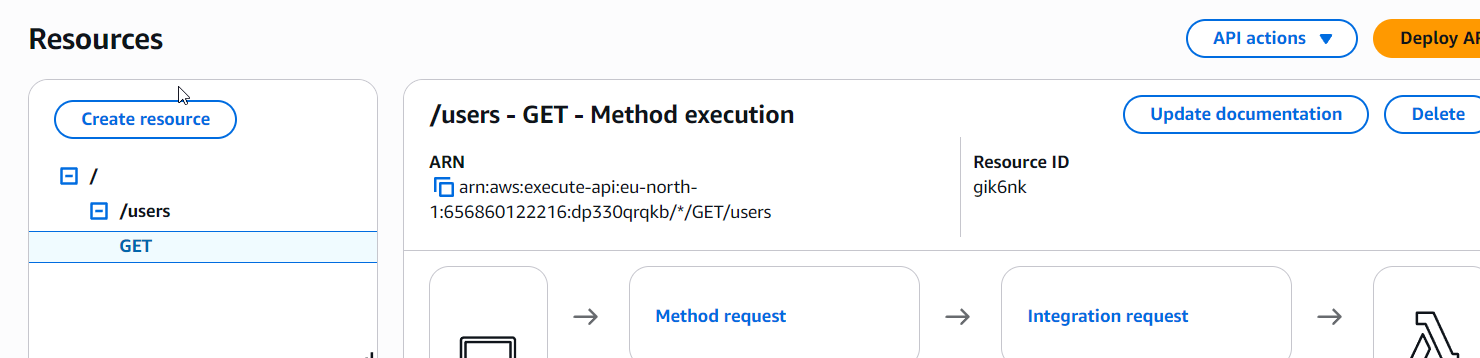 Resources
API actions
Deploy AP
Create resource
/
/users
GET
/users - GET - Method execution
Update documentation
Delete
ARN
arn:aws:execute-api:eu-north-
1:656860122216:dp330qrqkb/*/GET/users
Resource ID
gik6nk
Method request
Integration request